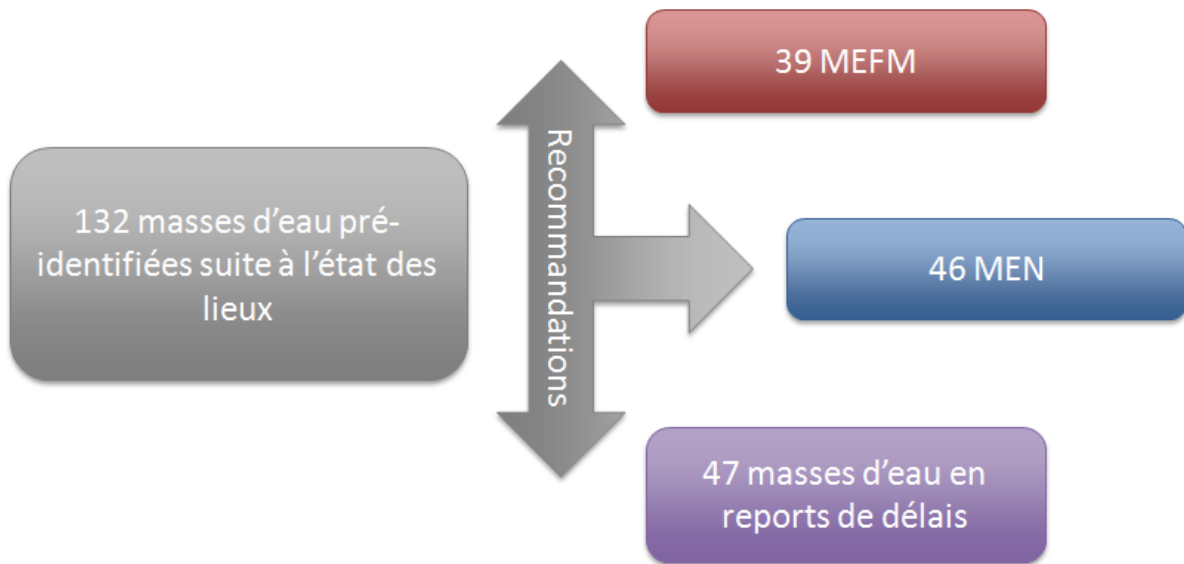 132 masses d’eau pré-
identifiées suite à l’état des
lieux
Recommandations
39 MEFM
46 MEN
47 masses d’eau en
reports de délais